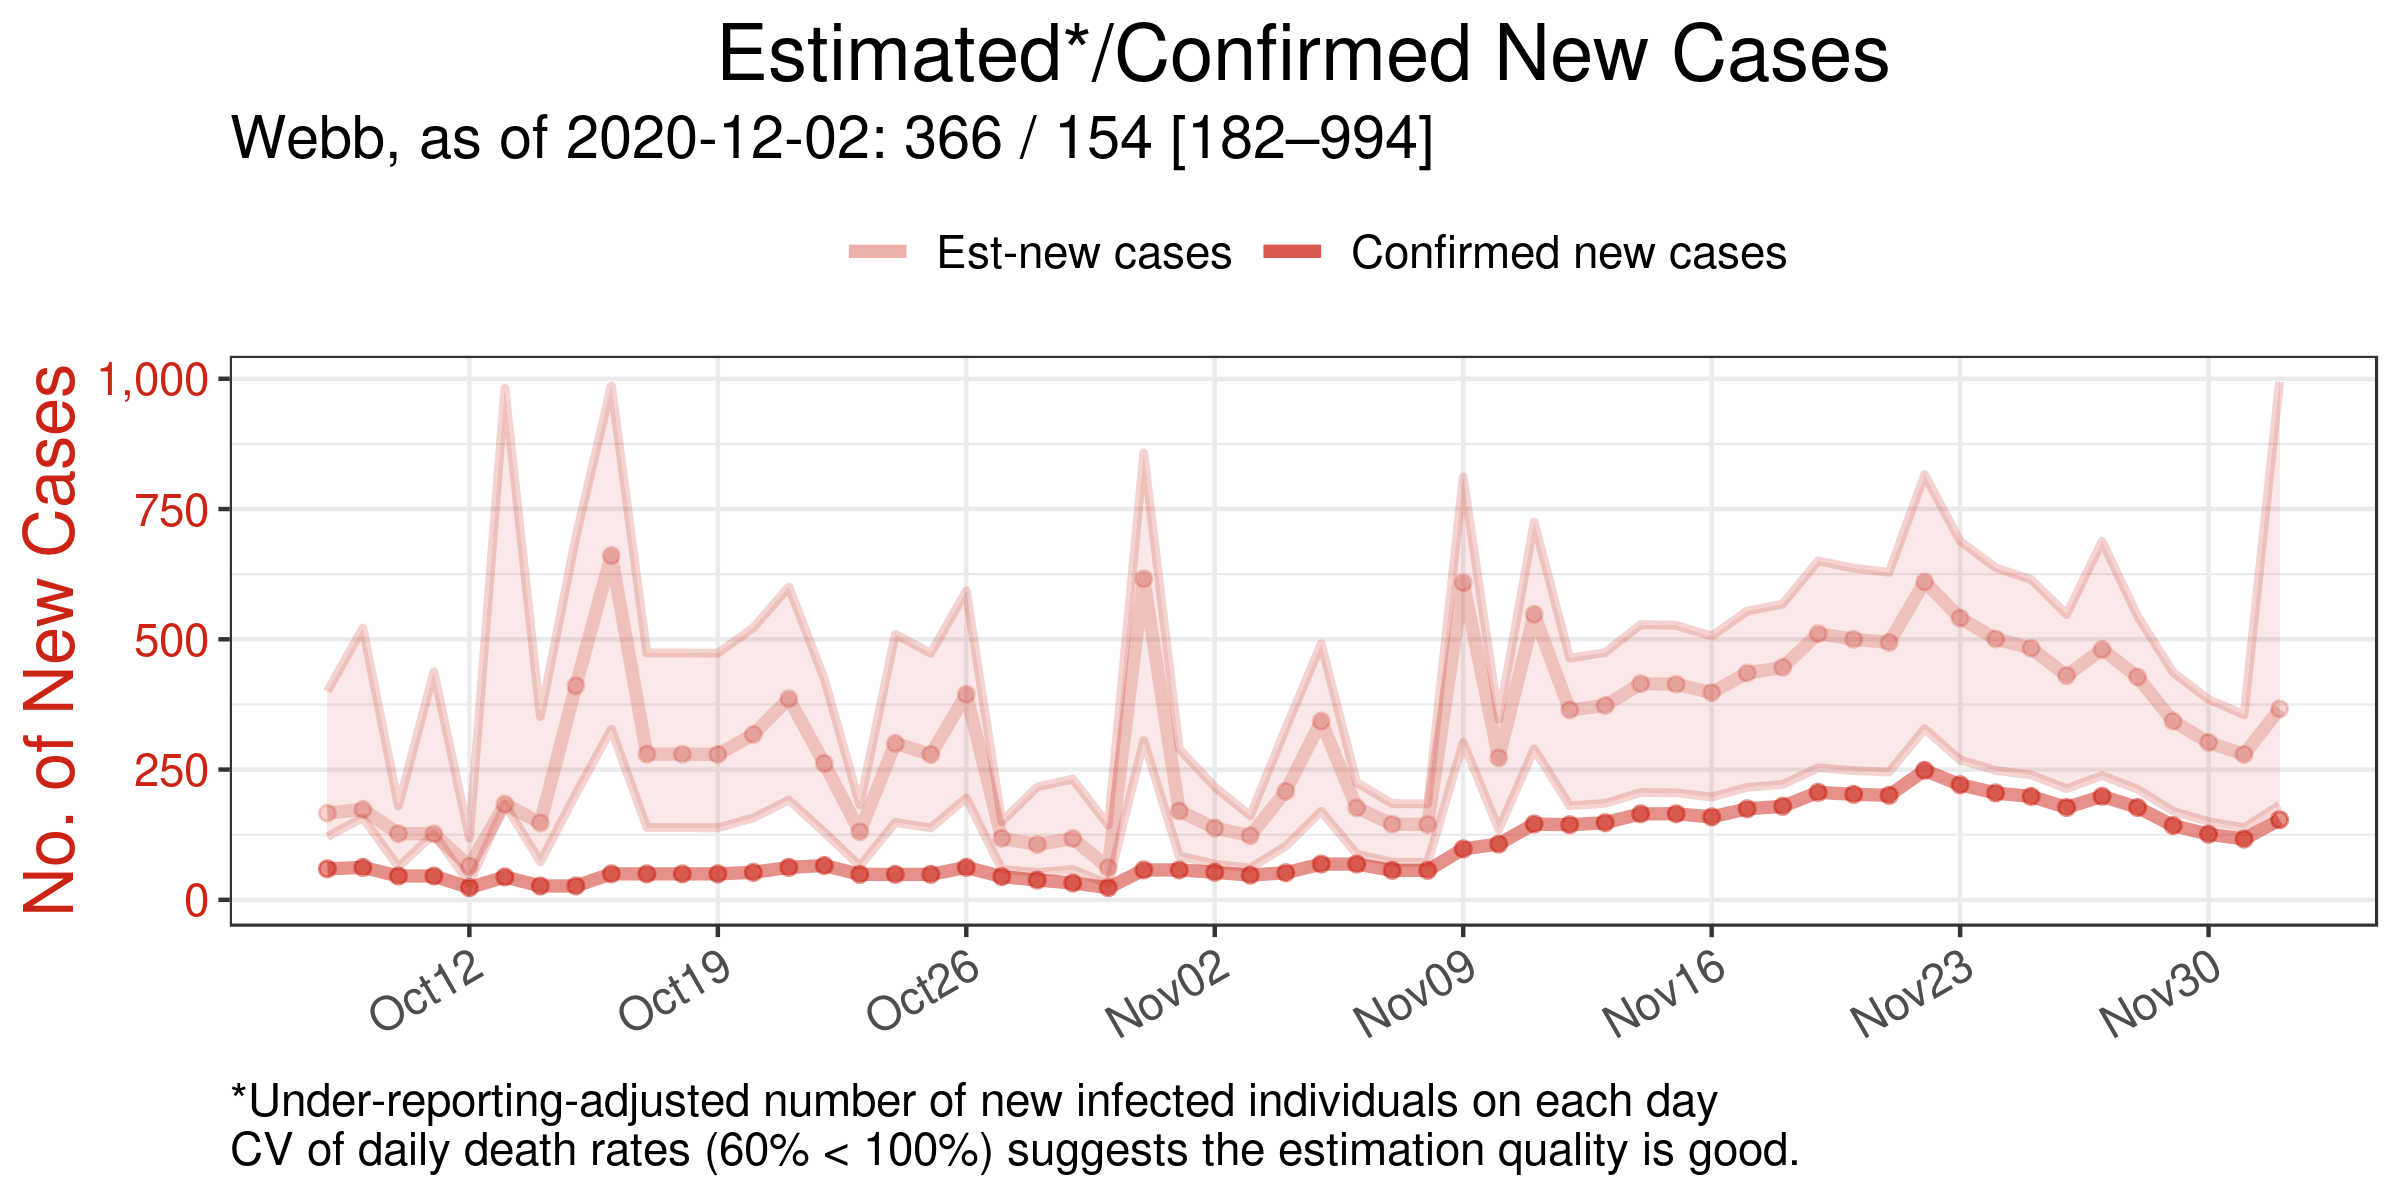 Estimated*/Confirmed New Cases
Webb, as of 2020-12-02: 366 / 154 [182–994]
Est-new cases Confirmed new cases
No. of New Cases
1,000
750
500
250
0
Oct12 Oct19 Oct26 Nov02 Nov09 Nov16 Nov23 Nov30
*Under-reporting-adjusted number of new infected individuals on each day
CV of daily death rates (60% < 100%) suggests the estimation quality is good.